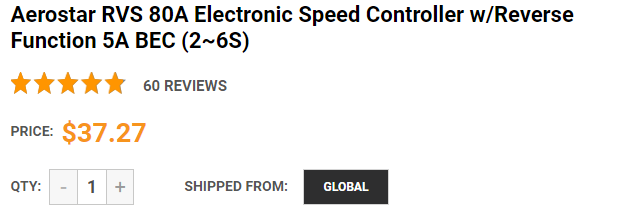 Aerostar RVS 80A Electronic Speed Controller w/Reverse
Function 5A BEC (2~6S)
60 REVIEWS
PRICE: $37.27
QTY: - 1 + SHIPPED FROM: GLOBAL